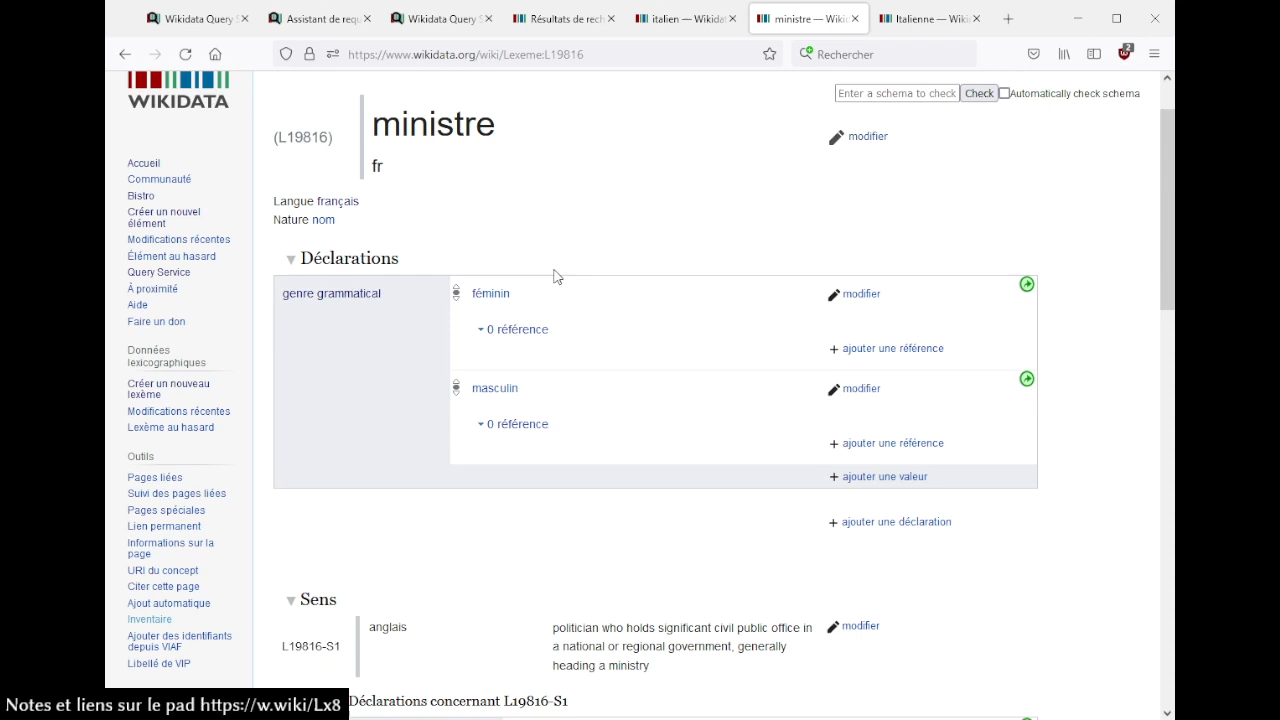 Wikidata Query S
Assistant de requ
Wikidata Query S
Résultats de rech
italien — Wikidat
ministre — Wikid
Italienne — Wikid
https://www.wikidata.org/wiki/Lexeme:L19816
Rechercher
2
WIKIDATA
Accueil
Communauté
Bistro
Créer un nouvel
élément
Modifications récentes
Élément au hasard
Query Service
À proximité
Aide
Faire un don
Données
lexicographiques
Créer un nouveau
lexème
Modifications récentes
Lexème au hasard
Outils
Pages liées
Suivi des pages liées
Pages spéciales
Lien permanent
Informations sur la
page
URI du concept
Citer cette page
Ajout automatique
Inventaire
Ajouter des identifiants
depuis VIAF
Libellé de VIP
Enter a schema to check Check Automatically check schema
(L19816) ministre modifier
fr
Langue français
Nature nom
Déclarations
genre grammatical féminin modifier
0 référence
+ ajouter une référence
masculin modifier
0 référence
+ ajouter une référence
+ ajouter une valeur
+ ajouter une déclaration
Sens
L19816-S1
anglais
politician who holds significant civil public office in
a national or regional government, generally
heading a ministry
modifier
Déclarations concernant L19816-S1
Notes et liens sur le pad https://w.wiki/Lx8